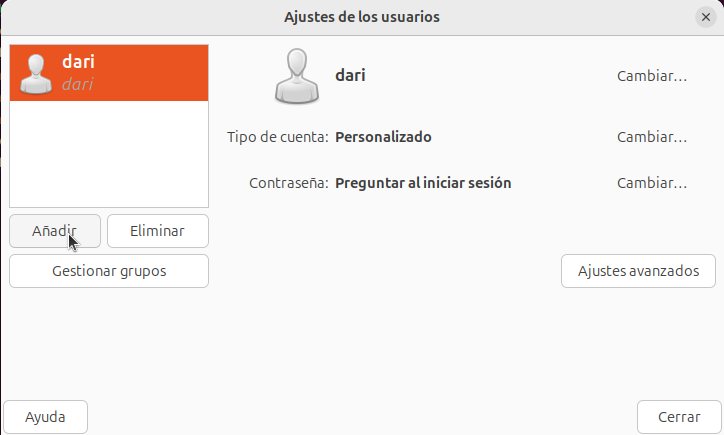 Ajustes de los usuarios
dari
dari
dari
Cambiar...
Tipo de cuenta: Personalizado
Cambiar...
Contraseña: Preguntar al iniciar sesión
Cambiar...
Añadir
Eliminar
Gestionar grupos
Ajustes avanzados
Ayuda
Cerrar